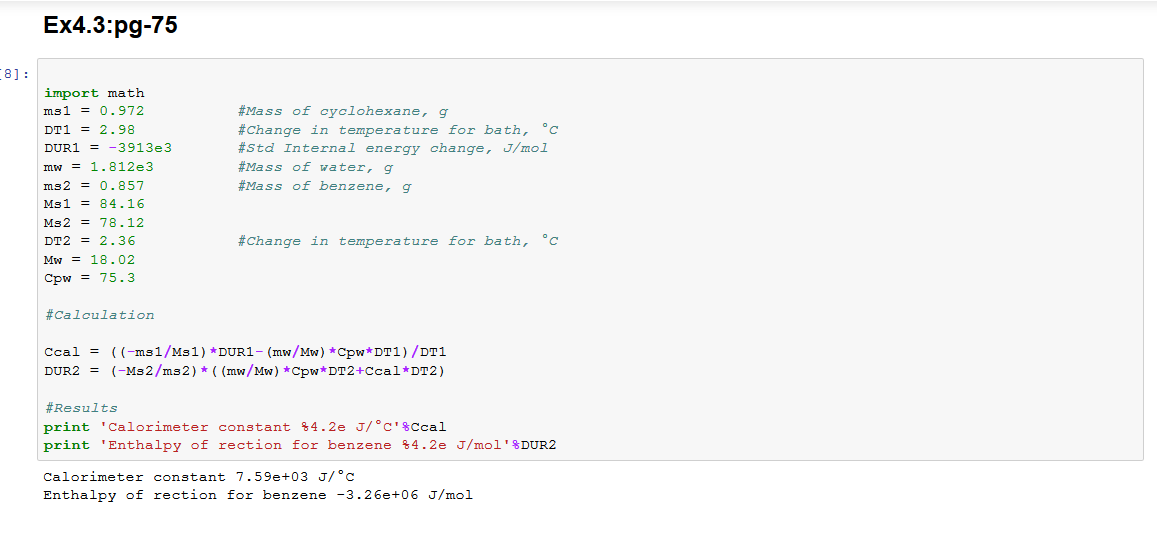 Ex4.3:pg-75
[8]:
import math
ms1 = 0.972          #Mass of cyclohexane, g
DT1 = 2.98           #Change in temperature for bath, °C
DUR1 = -3913e3       #Std Internal energy change, J/mol
mw = 1.812e3         #Mass of water, g
ms2 = 0.857          #Mass of benzene, g
Ms1 = 84.16
Ms2 = 78.12
DT2 = 2.36           #Change in temperature for bath, °C
Mw = 18.02
Cpw = 75.3
#Calculation
Ccal = ((-ms1/Ms1)*DUR1-(mw/Mw)*Cpw*DT1)/DT1
DUR2 = (-Ms2/ms2)*((mw/Mw)*Cpw*DT2+Ccal*DT2)
#Results
print 'Calorimeter constant %4.2e J/°C'%Ccal
print 'Enthalpy of rection for benzene %4.2e J/mol'%DUR2
Calorimeter constant 7.59e+03 J/°C
Enthalpy of rection for benzene -3.26e+06 J/mol